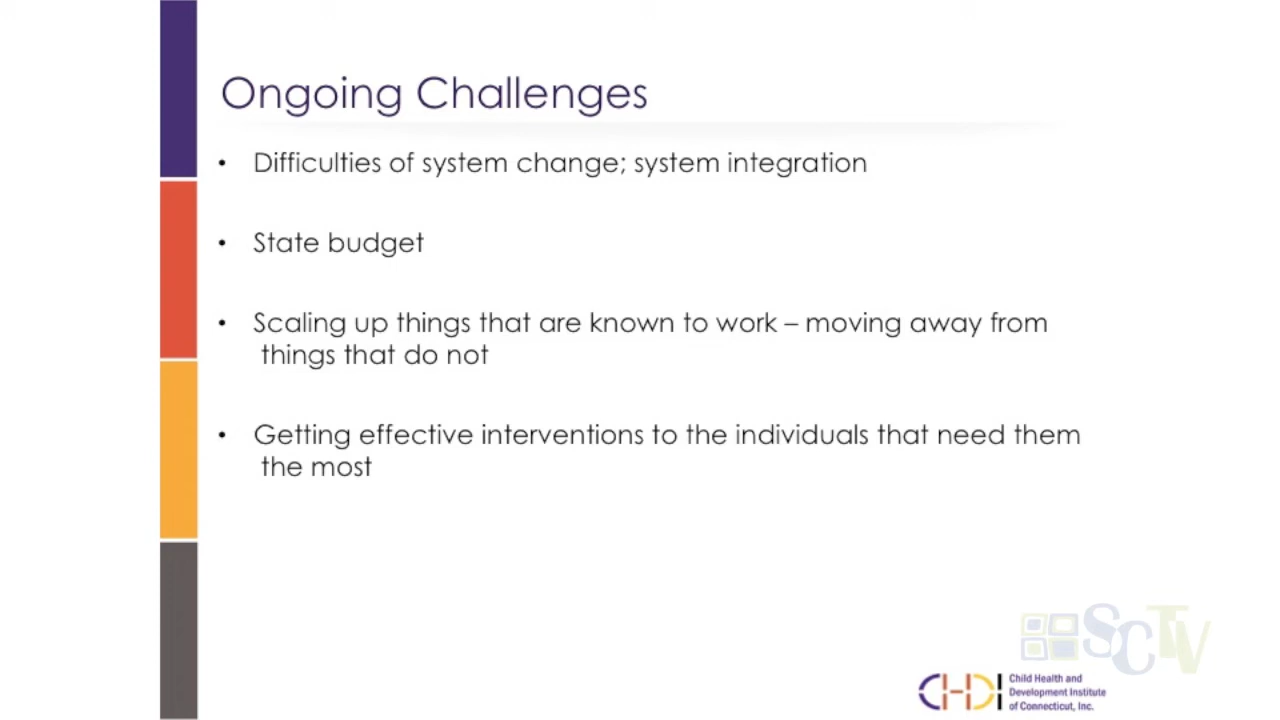 Ongoing Challenges
• Difficulties of system change; system integration
• State budget
• Scaling up things that are known to work – moving away from
things that do not
• Getting effective interventions to the individuals that need them
the most
SCTV
CHDI
Child Health and
Development Institute
of Connecticut, Inc.